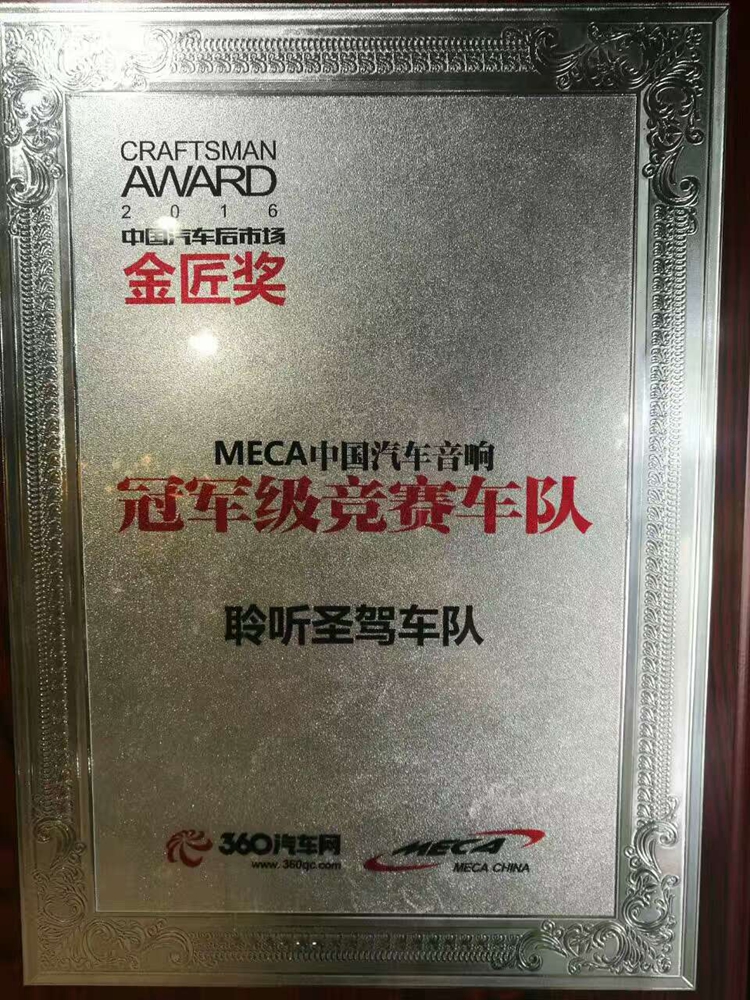 CRAFTSMAN
AWARD
2016
中国汽车后市场
金匠奖
MECA中国汽车音响
冠军级竞赛车队
聆听圣驾车队
360汽车网
www.360qc.com
MECA
MECA CHINA